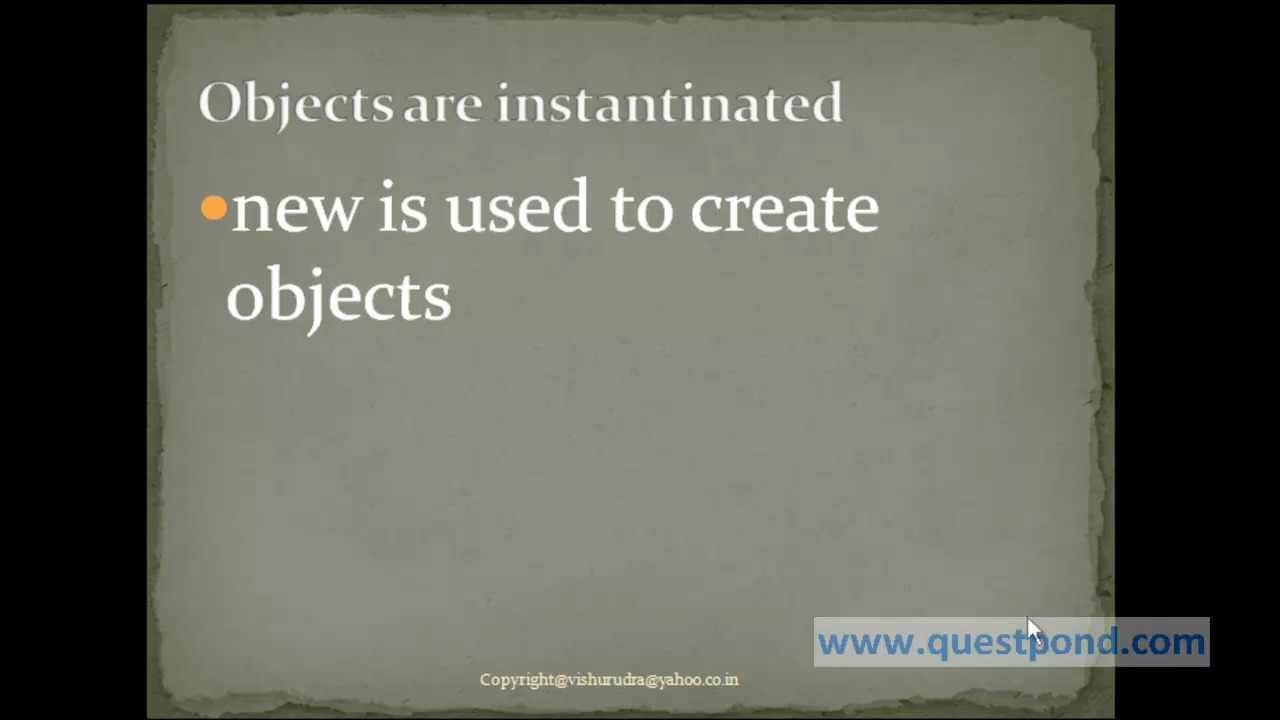 Objects are instantinated
new is used to create
objects
www.questpond.com
Copyright@vishurudra@yahoo.co.in